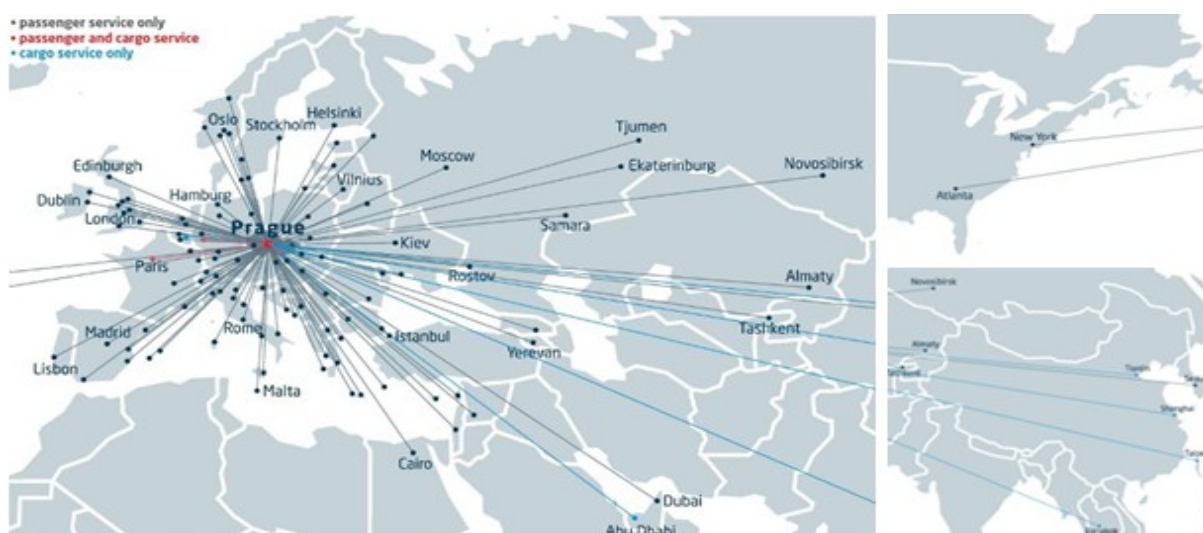 • passenger service only
• passenger and cargo service
• cargo service only
Oslo
Helsinki
Stockholm
Tjumen
Edinburgh
Moscow
Ekaterinburg
Novosibirsk
Vilnius
Dublin
Hamburg
London
Prague
Samara
Kiev
Paris
Rostov
Almaty
Madrid
Rome
Istanbul
Tashkent
Yerevan
Lisbon
Malta
Cairo
Dubai
Abu Dhabi
New York
Atlanta
Novosibirsk
Almaty
Tianjin
Shanghai
Bangkok